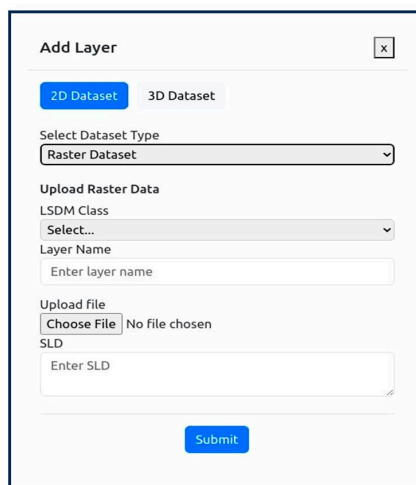 Add Layer x
2D Dataset 3D Dataset
Select Dataset Type
Raster Dataset
Upload Raster Data
LSDM Class
Select...
Layer Name
Enter layer name
Upload file
Choose File No file chosen
SLD
Enter SLD
Submit